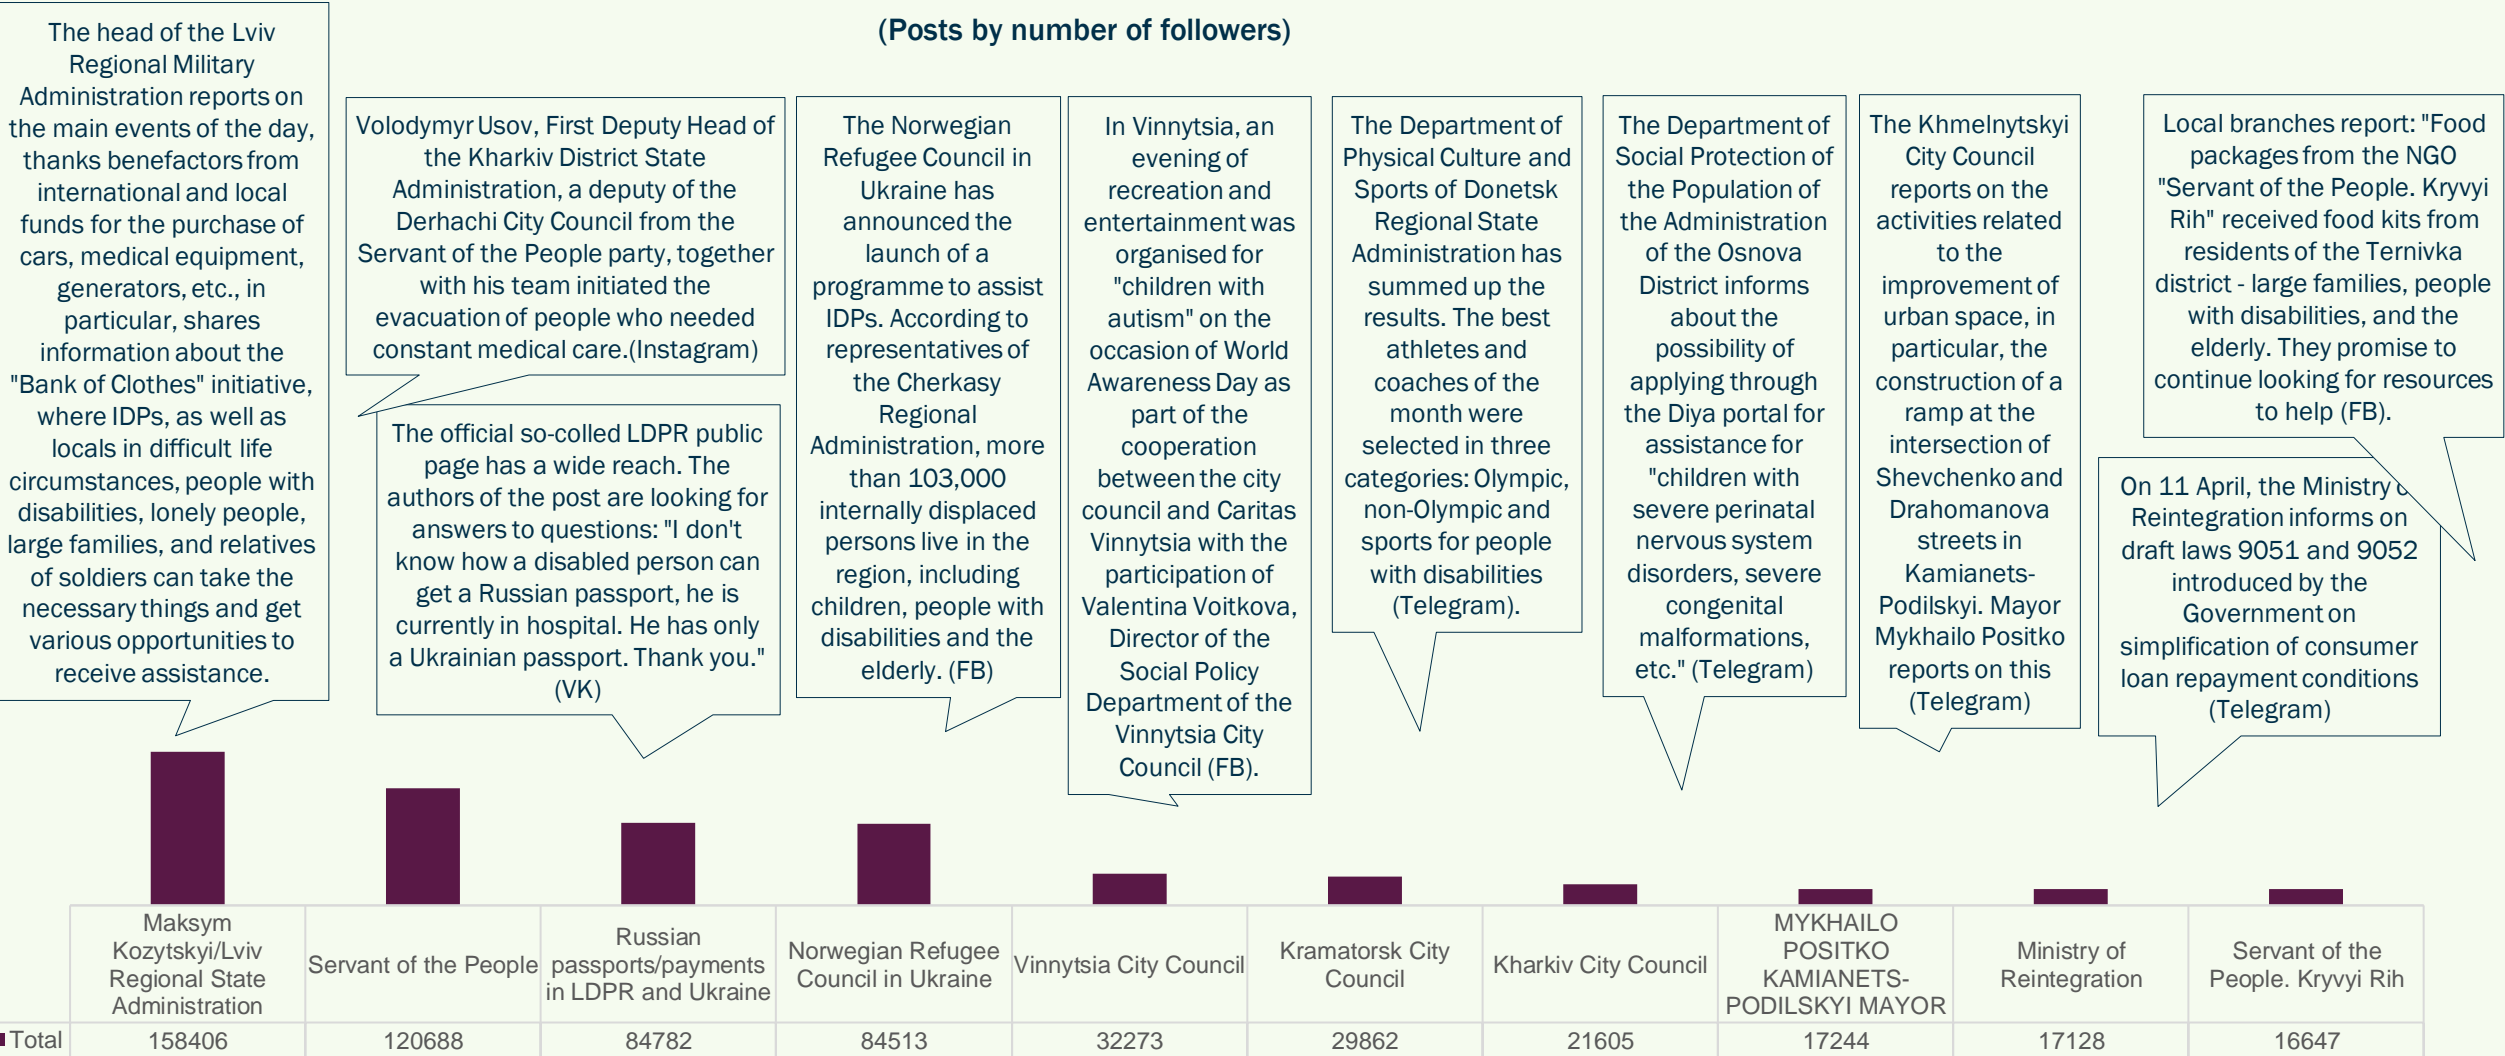 (Posts by number of followers)
The head of the Lviv
Regional Military
Administration reports on
the main events of the day,
thanks benefactors from
international and local
funds for the purchase of
cars, medical equipment,
generators, etc., in
particular, shares
information about the
"Bank of Clothes" initiative,
where IDPs, as well as
locals in difficult life
circumstances, people with
disabilities, lonely people,
large families, and relatives
of soldiers can take the
necessary things and get
various opportunities to
receive assistance.
Volodymyr Usov, First Deputy Head of
the Kharkiv District State
Administration, a deputy of the
Derhachi City Council from the
Servant of the People party, together
with his team initiated the
evacuation of people who needed
constant medical care.(Instagram)
The official so-colled LDPR public
page has a wide reach. The
authors of the post are looking for
answers to questions: "I don't
know how a disabled person can
get a Russian passport, he is
currently in hospital. He has only
a Ukrainian passport. Thank you."
(VK)
The Norwegian
Refugee Council in
Ukraine has
announced the
launch of a
programme to assist
IDPs. According to
representatives of
the Cherkasy
Regional
Administration, more
than 103,000
internally displaced
persons live in the
region, including
children, people with
disabilities and the
elderly. (FB)
In Vinnytsia, an
evening of
recreation and
entertainment was
organised for
"children with
autism" on the
occasion of World
Awareness Day as
part of the
cooperation
between the city
council and Caritas
Vinnytsia with the
participation of
Valentina Voitkova,
Director of the
Social Policy
Department of the
Vinnytsia City
Council (FB).
The Department of
Physical Culture and
Sports of Donetsk
Regional State
Administration has
summed up the
results. The best
athletes and
coaches of the
month were
selected in three
categories: Olympic,
non-Olympic and
sports for people
with disabilities
(Telegram).
The Department of
Social Protection of
the Population of
the Administration
of the Osnova
District informs
about the
possibility of
applying through
the Diya portal for
assistance for
"children with
severe perinatal
nervous system
disorders, severe
congenital
malformations,
etc." (Telegram)
The Khmelnytskyi
City Council
reports on the
activities related
to the
improvement of
urban space, in
particular, the
construction of a
ramp at the
intersection of
Shevchenko and
Drahomanova
streets in
Kamianets-
Podilskyi. Mayor
Mykhailo Positko
reports on this
(Telegram)
Local branches report: "Food
packages from the NGO
"Servant of the People. Kryvyi
Rih" received food kits from
residents of the Ternivka
district - large families, people
with disabilities, and the
elderly. They promise to
continue looking for resources
to help (FB).
On 11 April, the Ministry
Reintegration informs on
draft laws 9051 and 9052
introduced by the
Government on
simplification of consumer
loan repayment conditions
(Telegram)
Maksym
Kozytskyi/Lviv
Regional State
Administration
Servant of the People
Russian
passports/payments
in LDPR and Ukraine
Norwegian Refugee
Council in Ukraine
Vinnytsia City Council
Kramatorsk City
Council
Kharkiv City Council
MYKHAILO
POSITKO
KAMIANETS-
PODILSKYI MAYOR
Ministry of
Reintegration
Servant of the
People. Kryvyi Rih
Total 158406 120688 84782 84513 32273 29862 21605 17244 17128 16647